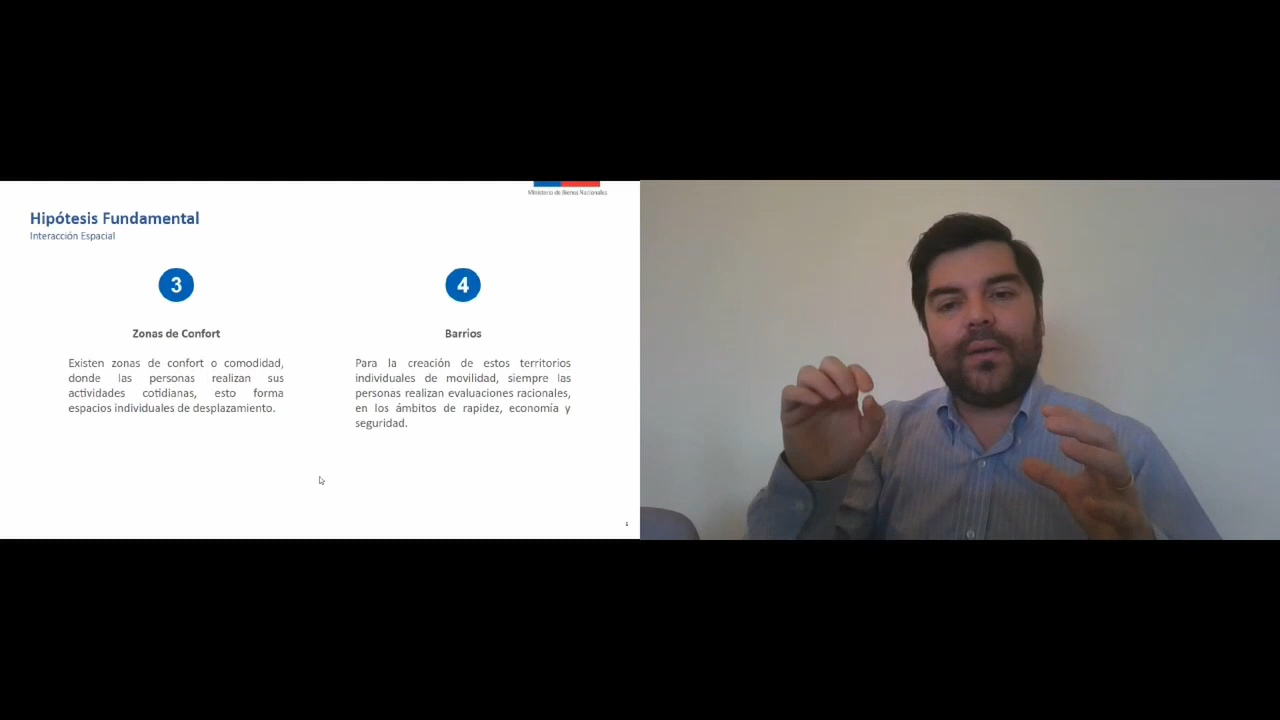 Ministerio de Bienes Nacionales
Hipótesis Fundamental
Interacción Espacial
3
Zonas de Confort
Existen zonas de confort o comodidad,
donde las personas realizan sus
actividades cotidianas, esto forma
espacios individuales de desplazamiento.
4
Barrios
Para la creación de estos territorios
individuales de movilidad, siempre las
personas realizan evaluaciones racionales,
en los ámbitos de rapidez, economía y
seguridad.